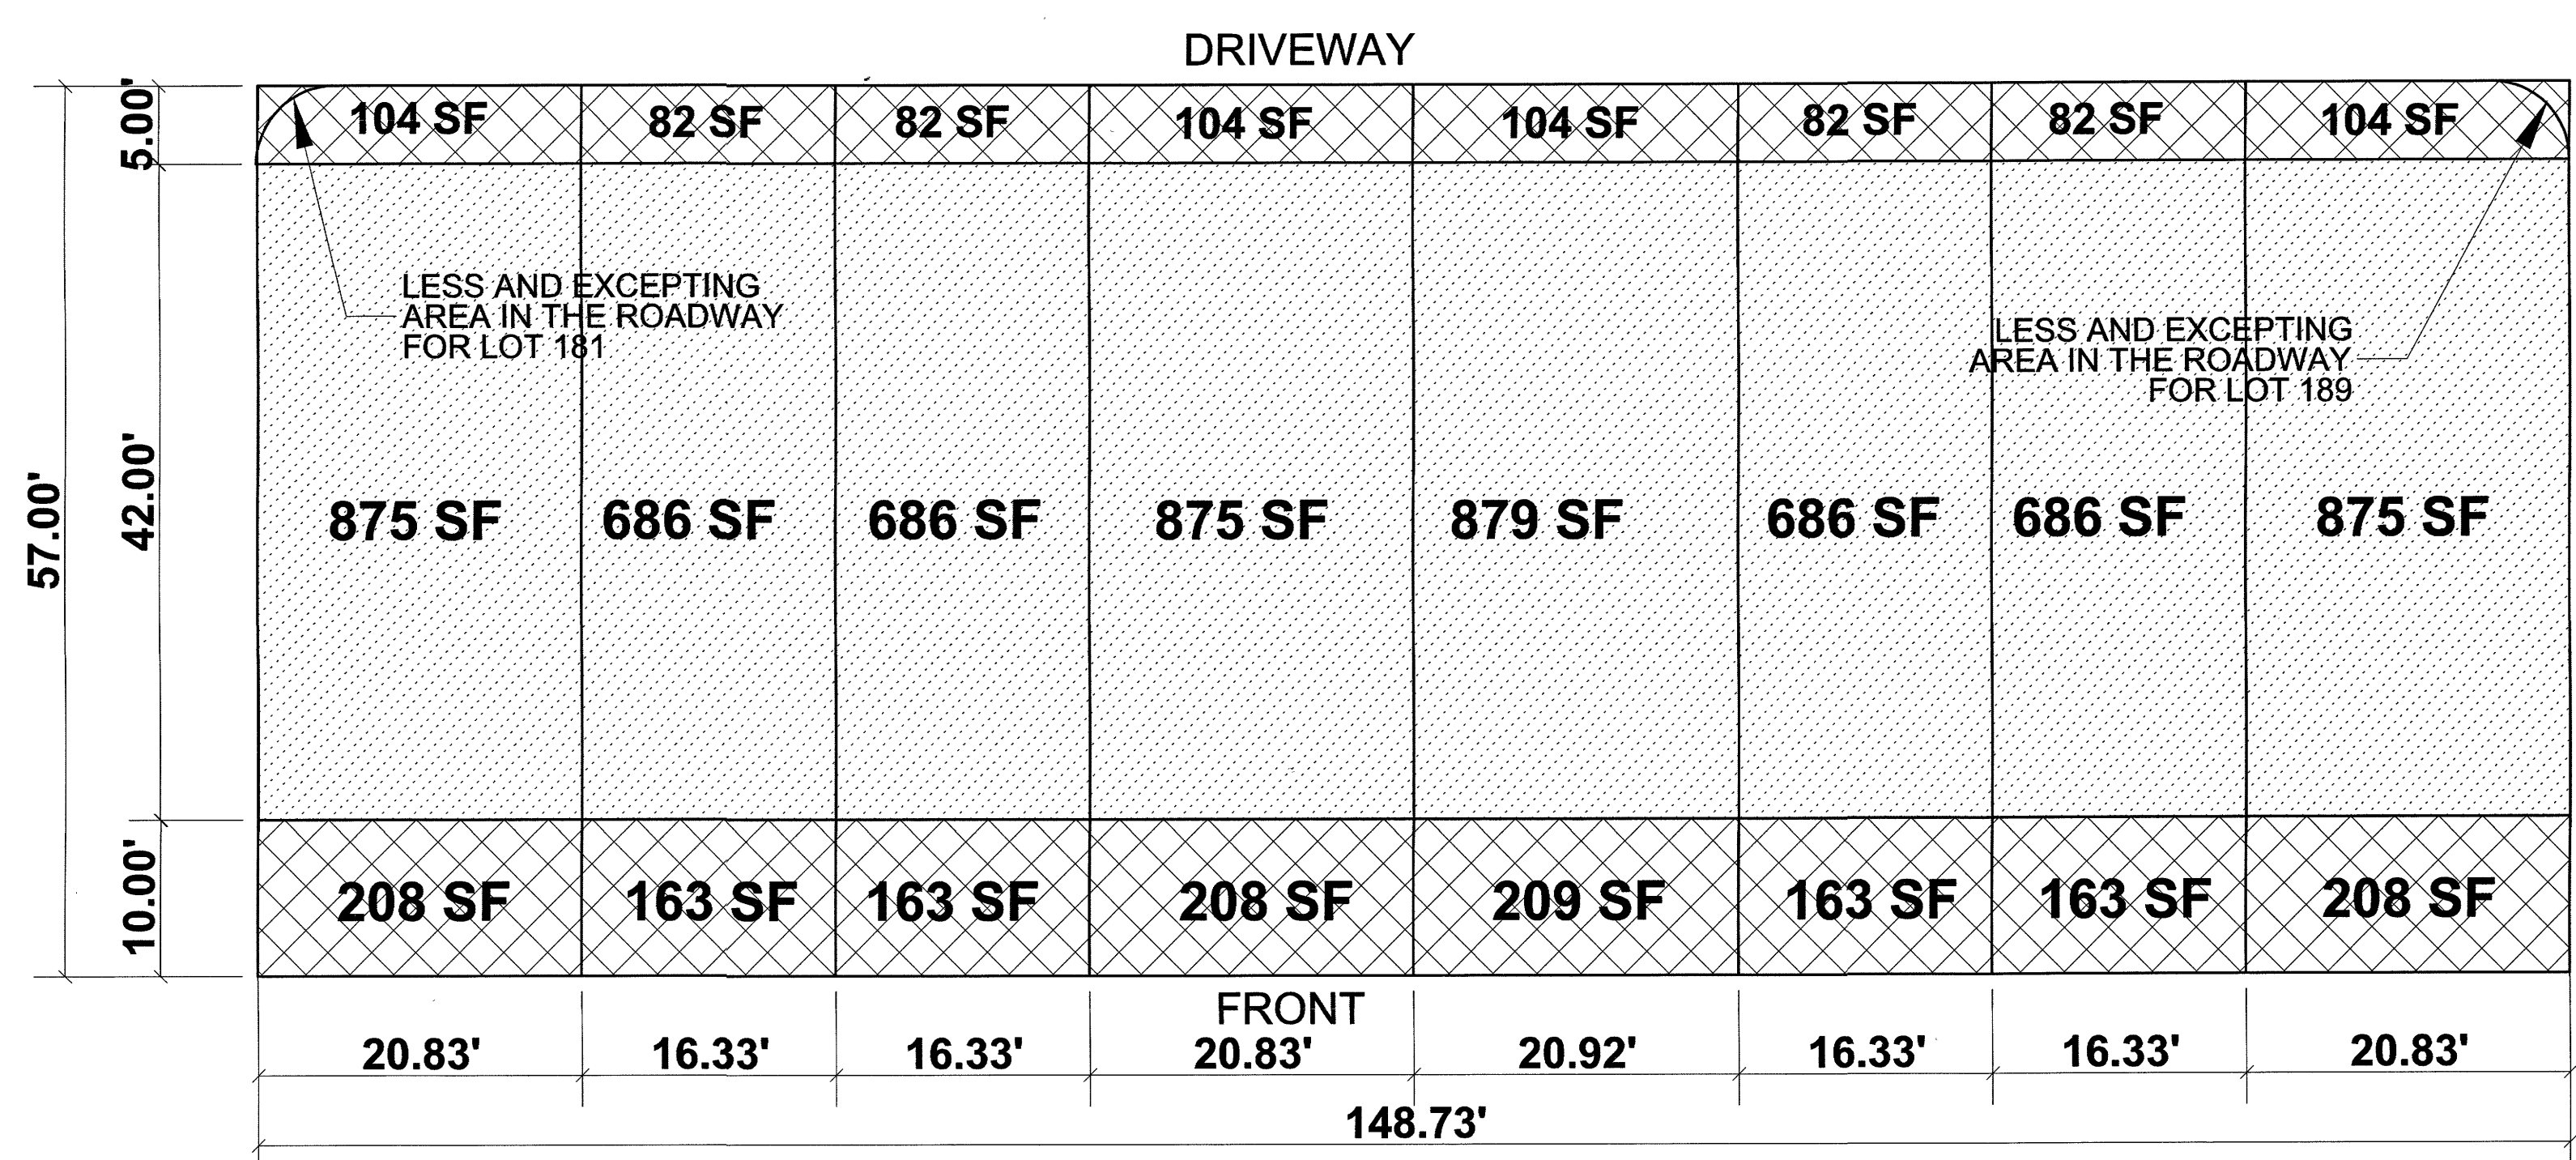 DRIVEWAY
5.00'
104 SF 82 SF 82 SF 104 SF 104 SF 82 SF 82 SF 104 SF
LESS AND EXCEPTING
AREA IN THE ROADWAY
FOR LOT 181
LESS AND EXCEPTING
AREA IN THE ROADWAY
FOR LOT 189
57.00'
42.00'
875 SF 686 SF 686 SF 875 SF 879 SF 686 SF 686 SF 875 SF
10.00'
208 SF 163 SF 163 SF 208 SF 209 SF 163 SF 163 SF 208 SF
FRONT
20.83' 16.33' 16.33' 20.83' 20.92' 16.33' 16.33' 20.83'
148.73'